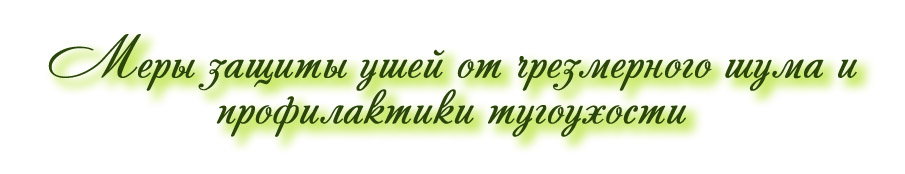 Меры защиты ушей от чрезмерного шума и
профилактики тугоухости